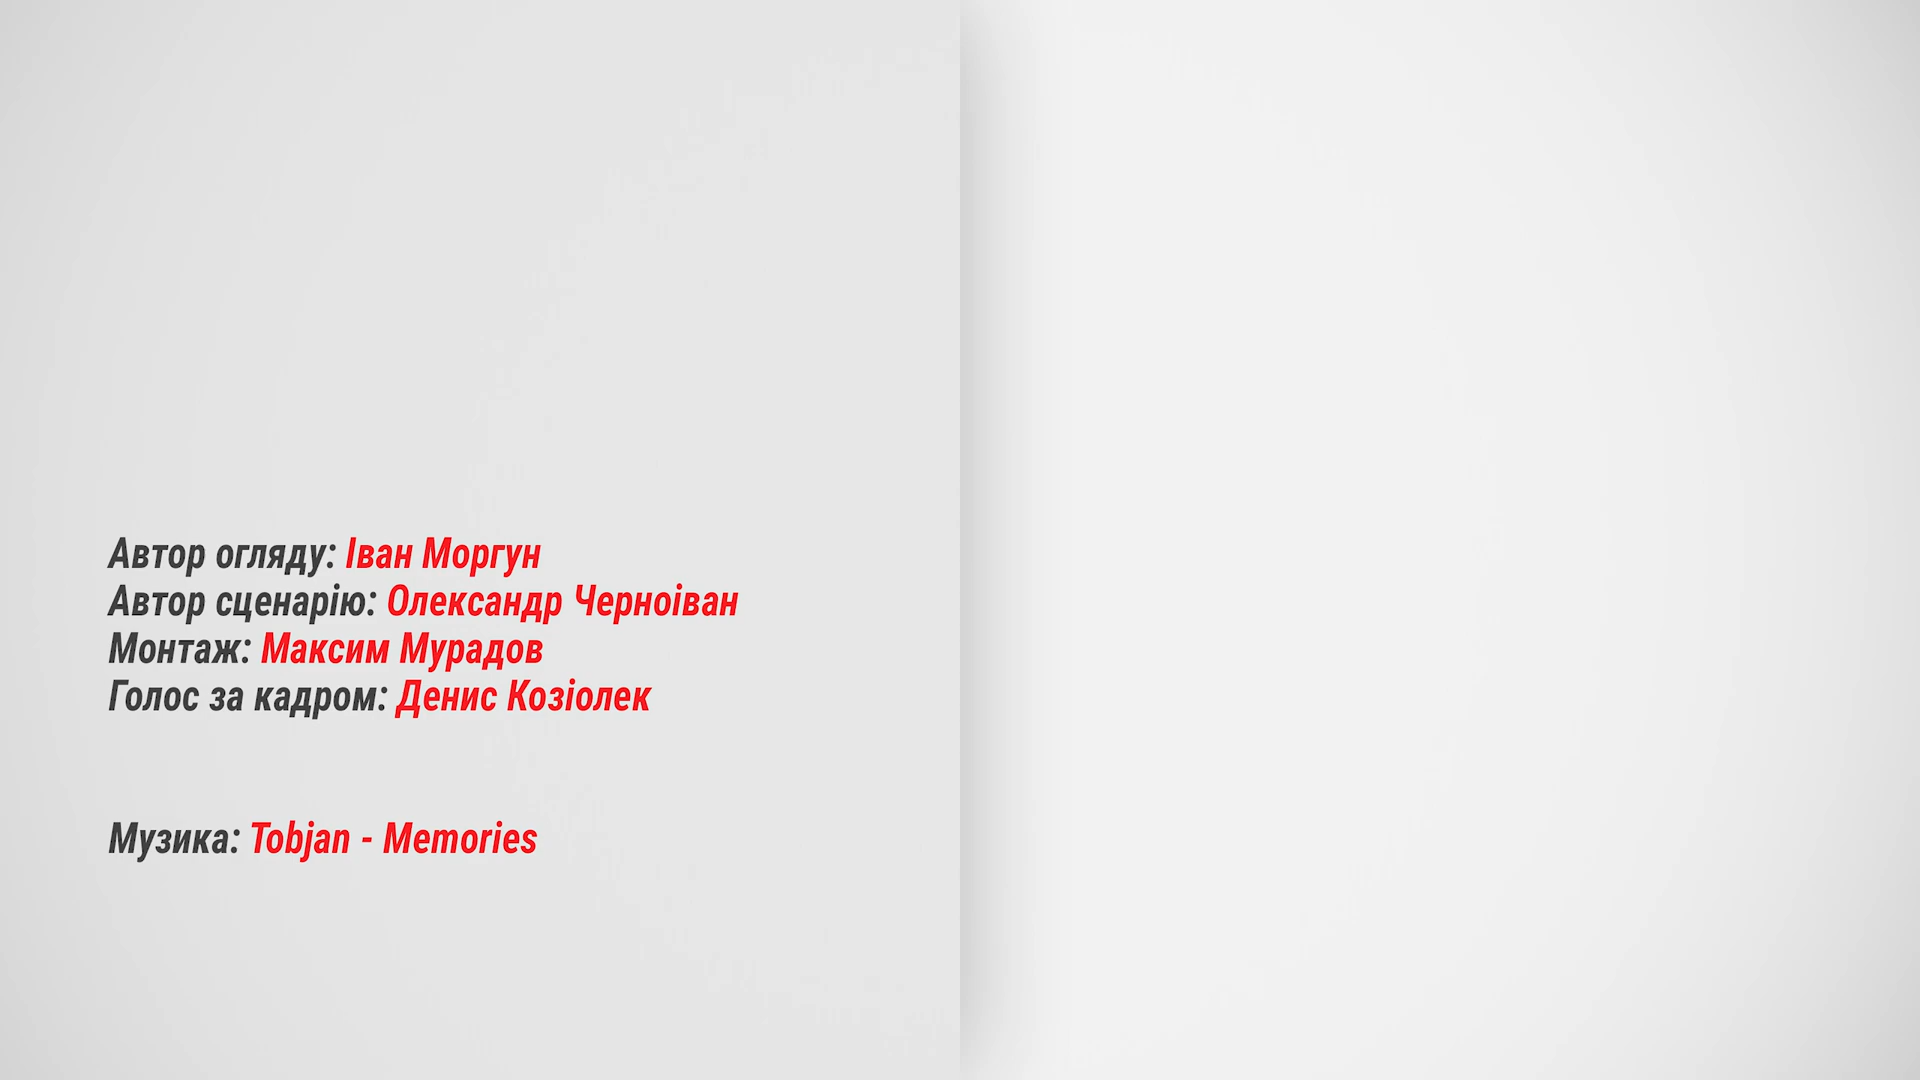 Автор огляду: Іван Моргун
Автор сценарію: Олександр Черноіван
Монтаж: Максим Мурадов
Голос за кадром: Денис Козіолек
Музика: Tobjan - Memories